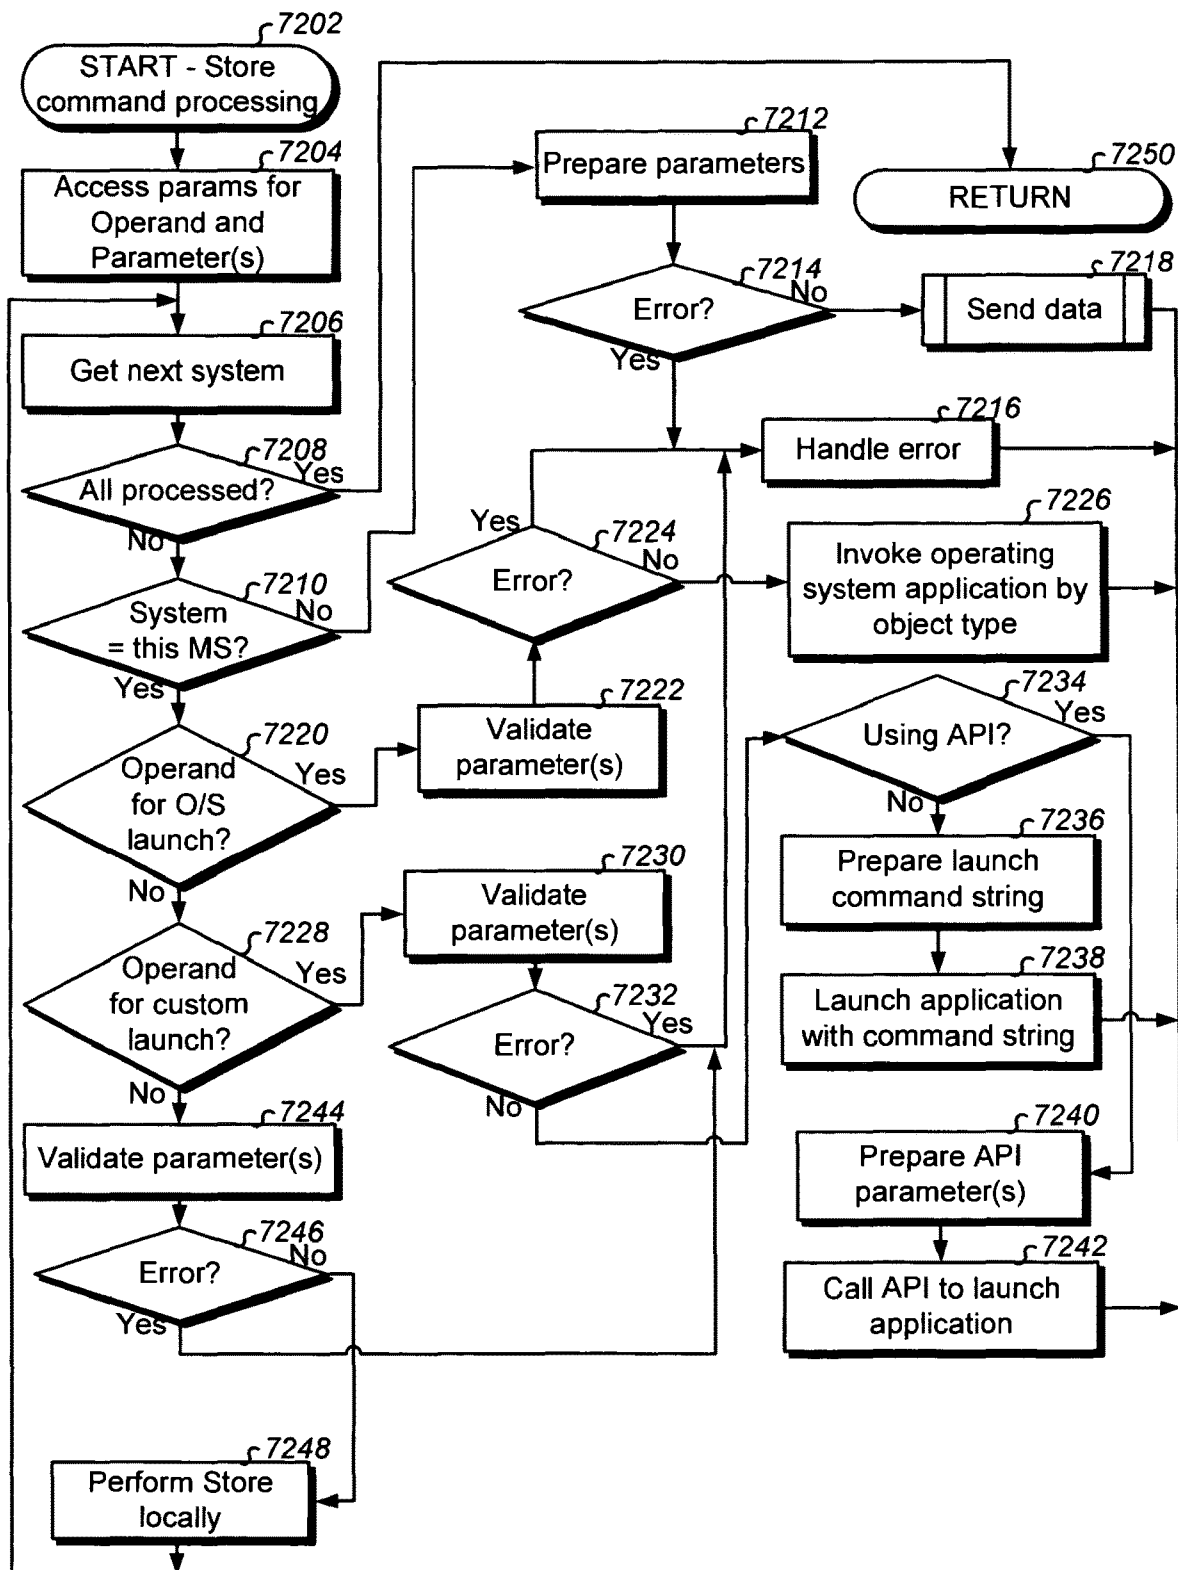 7202
START - Store
command processing
7204
Access params for
Operand and
Parameter(s)
7206
Get next system
7208
All processed?
Yes
No
7210
System
= this MS?
No
Yes
7220
Operand
for O/S
launch?
Yes
No
7228
Operand
for custom
launch?
Yes
No
7244
Validate parameter(s)
7246
Error?
No
Yes
7248
Perform Store
locally
7212
Prepare parameters
7214
Error?
No
Yes
7250
RETURN
7218
Send data
7216
Handle error
7224
Error?
Yes
No
7222
Validate
parameter(s)
7226
Invoke operating
system application by
object type
7230
Validate
parameter(s)
7232
Error?
Yes
No
7234
Using API?
Yes
No
7236
Prepare launch
command string
7238
Launch application
with command string
7240
Prepare API
parameter(s)
7242
Call API to launch
application